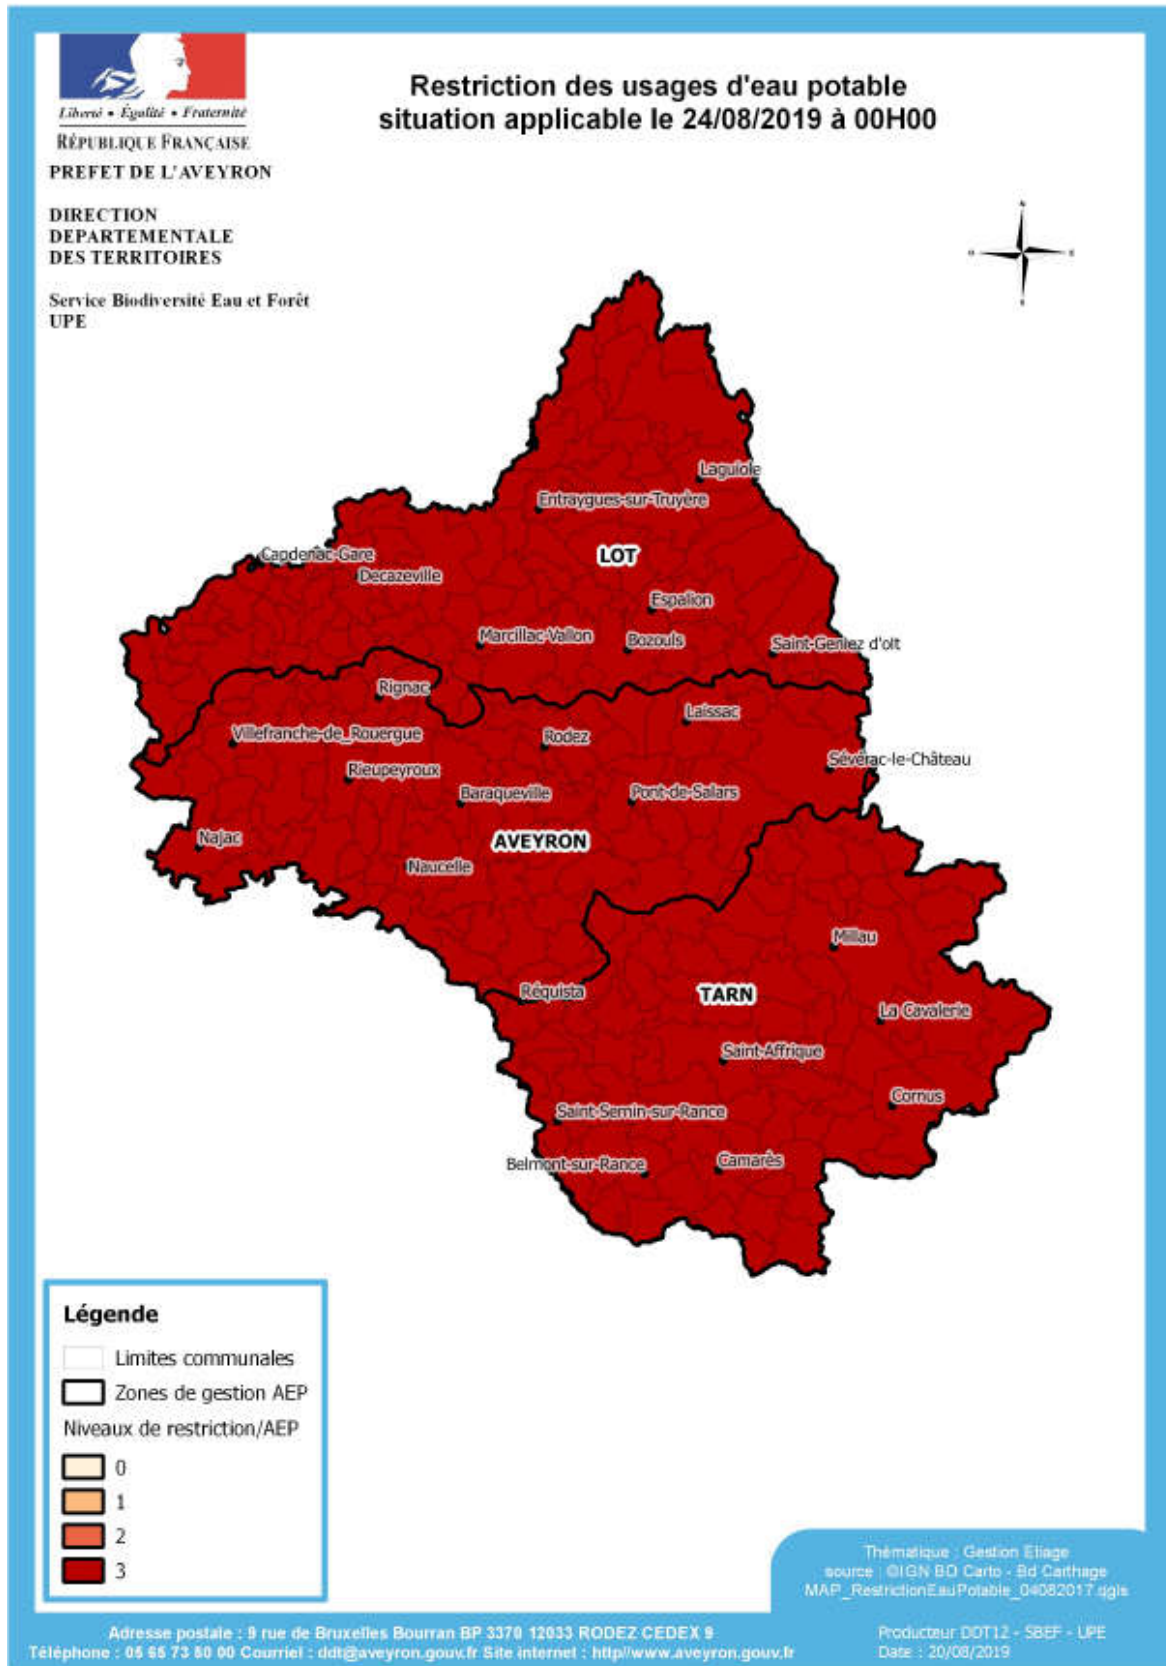 Liberté • Égalité • Fraternité
RÉPUBLIQUE FRANÇAISE
PREFET DE L'AVEYRON
DIRECTION
DEPARTEMENTALE
DES TERRITOIRES
Service Biodiversité Eau et Forêt
UPE
Restriction des usages d'eau potable
situation applicable le 24/08/2019 à 00H00
N
O
E
S
Laguiole
Entraygues-sur-Truyère
LOT
Capdenac-Gare
Decazeville
Espalion
Marcillac-Vallon
Bozouls
Saint-Geniez d'olt
Rignac
Laissac
Villefranche-de_Rouergue
Rodez
Sévérac-le-Château
Rieupeyroux
Baraqueville
Pont-de-Salars
Najac
AVEYRON
Naucelle
Millau
Réquista
TARN
La Cavalerie
Saint-Affrique
Cornus
Saint-Sernin-sur-Rance
Belmont-sur-Rance
Camarès
Légende
Limites communales
Zones de gestion AEP
Niveaux de restriction/AEP
0
1
2
3
Thématique : Gestion Etiage
source : ©IGN BD Carto - Bd Carthage
MAP_RestrictionEauPotable_04082017.qgis
Adresse postale : 9 rue de Bruxelles Bourran BP 3370 12033 RODEZ CEDEX 9
Téléphone : 05 65 73 50 00 Courriel : ddt@aveyron.gouv.fr Site internet : http//www.aveyron.gouv.fr
Producteur DDT12 - SBEF - UPE
Date : 20/08/2019